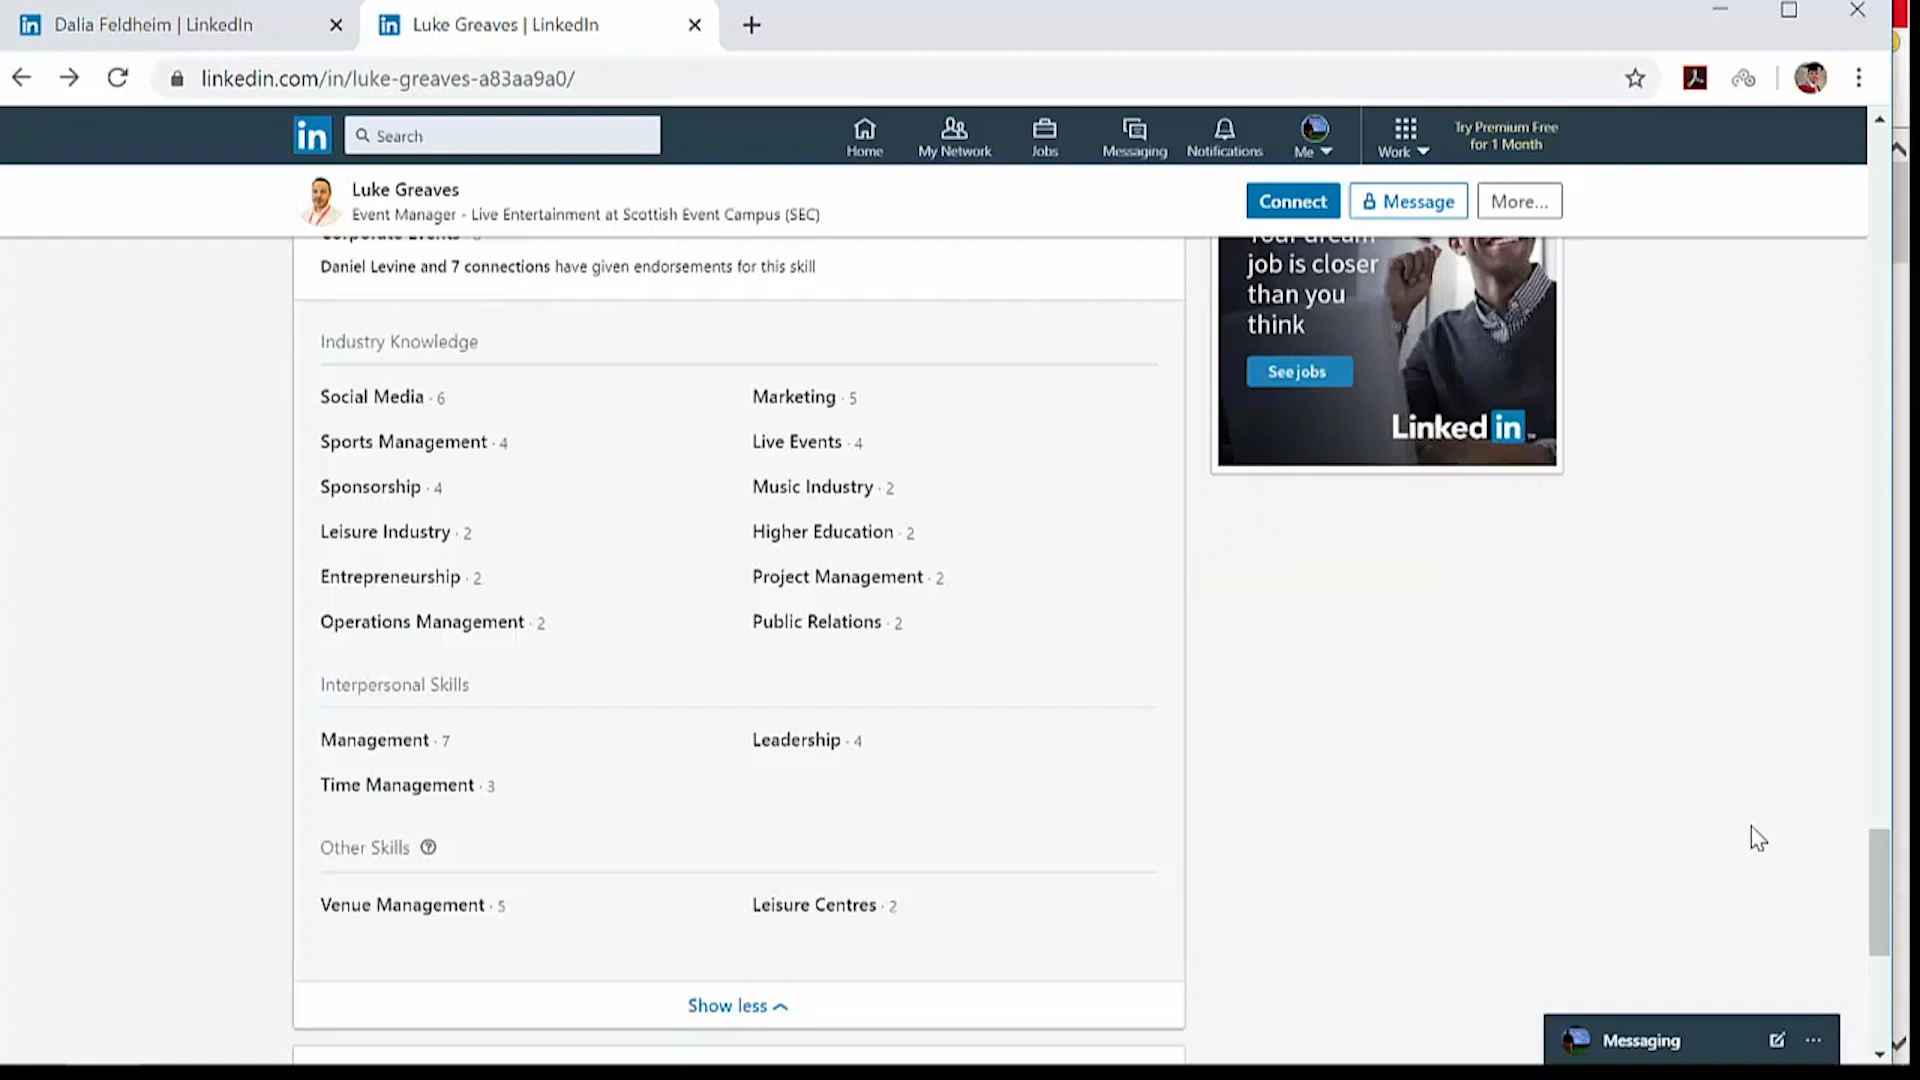 Dalia Feldheim | LinkedIn
Luke Greaves | LinkedIn
linkedin.com/in/luke-greaves-a83aa9a0/
in
Search
Home
My Network
Jobs
Messaging
Notifications
Me
Work
Try Premium Free
for 1 Month
Luke Greaves
Event Manager - Live Entertainment at Scottish Event Campus (SEC)
Connect
Message
More...
Corporate Events
Daniel Levine and 7 connections have given endorsements for this skill
Your dream
job is closer
than you
think
See jobs
Linked in
Industry Knowledge
Social Media · 6
Marketing · 5
Sports Management · 4
Live Events · 4
Sponsorship · 4
Music Industry · 2
Leisure Industry · 2
Higher Education · 2
Entrepreneurship · 2
Project Management · 2
Operations Management · 2
Public Relations · 2
Interpersonal Skills
Management · 7
Leadership · 4
Time Management · 3
Other Skills
Venue Management · 5
Leisure Centres · 2
Show less
Messaging